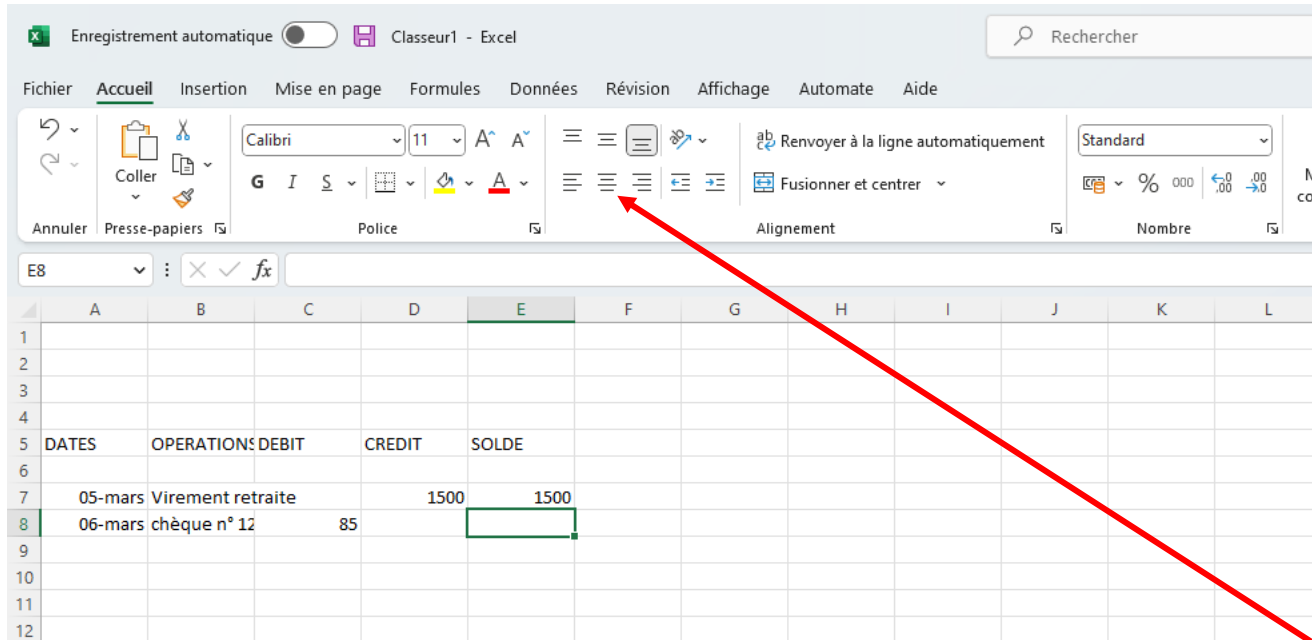 Enregistrement automatique Classeur1 - Excel Rechercher
Fichier Accueil Insertion Mise en page Formules Données Révision Affichage Automate Aide
Calibri 11 A A ab Renvoyer à la ligne automatiquement Standard
Coller
G I S A Fusionner et centrer % 000 ,00 ,00
Annuler Presse-papiers Police Alignement Nombre
E8 fx
A B C D E F G H I J K L
1
2
3
4
5 DATES OPERATIONS DEBIT CREDIT SOLDE
6
7 05-mars Virement retraite 1500 1500
8 06-mars chèque n° 12 85
9
10
11
12